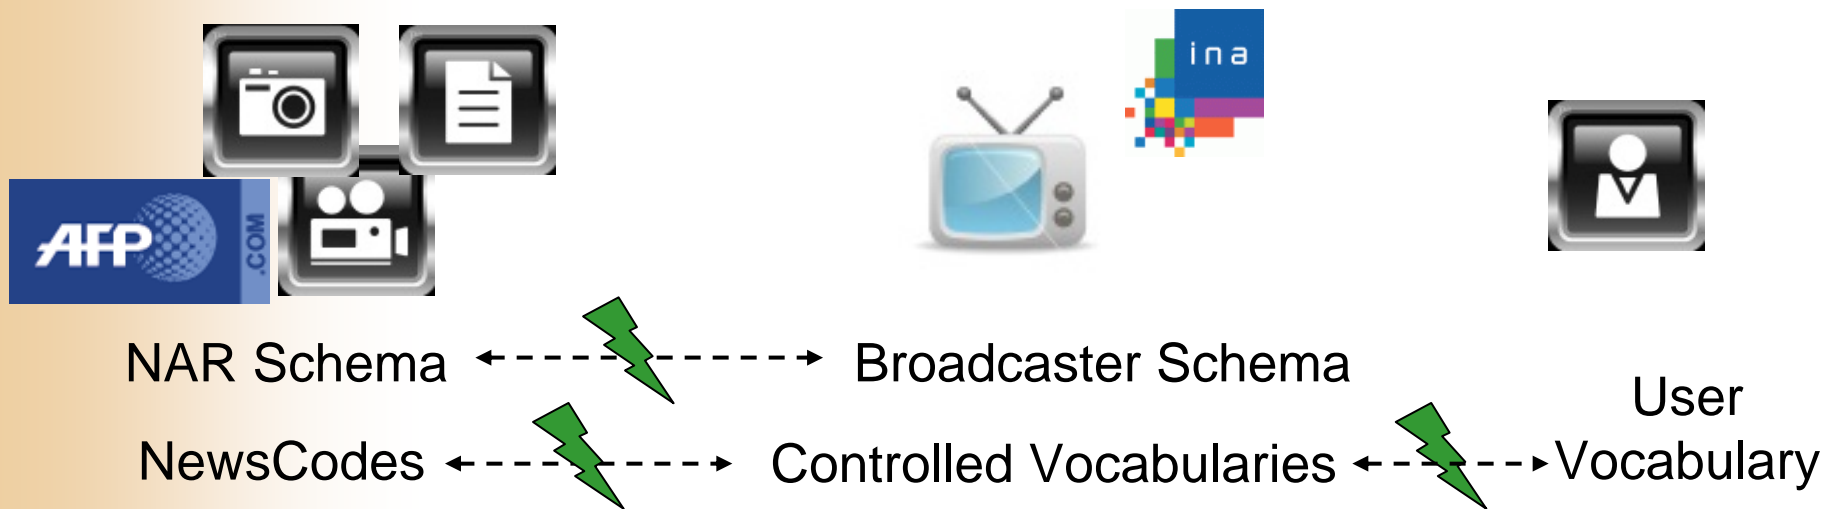 ina
AFP
.COM
NAR Schema
Broadcaster Schema
User
Vocabulary
NewsCodes
Controlled Vocabularies